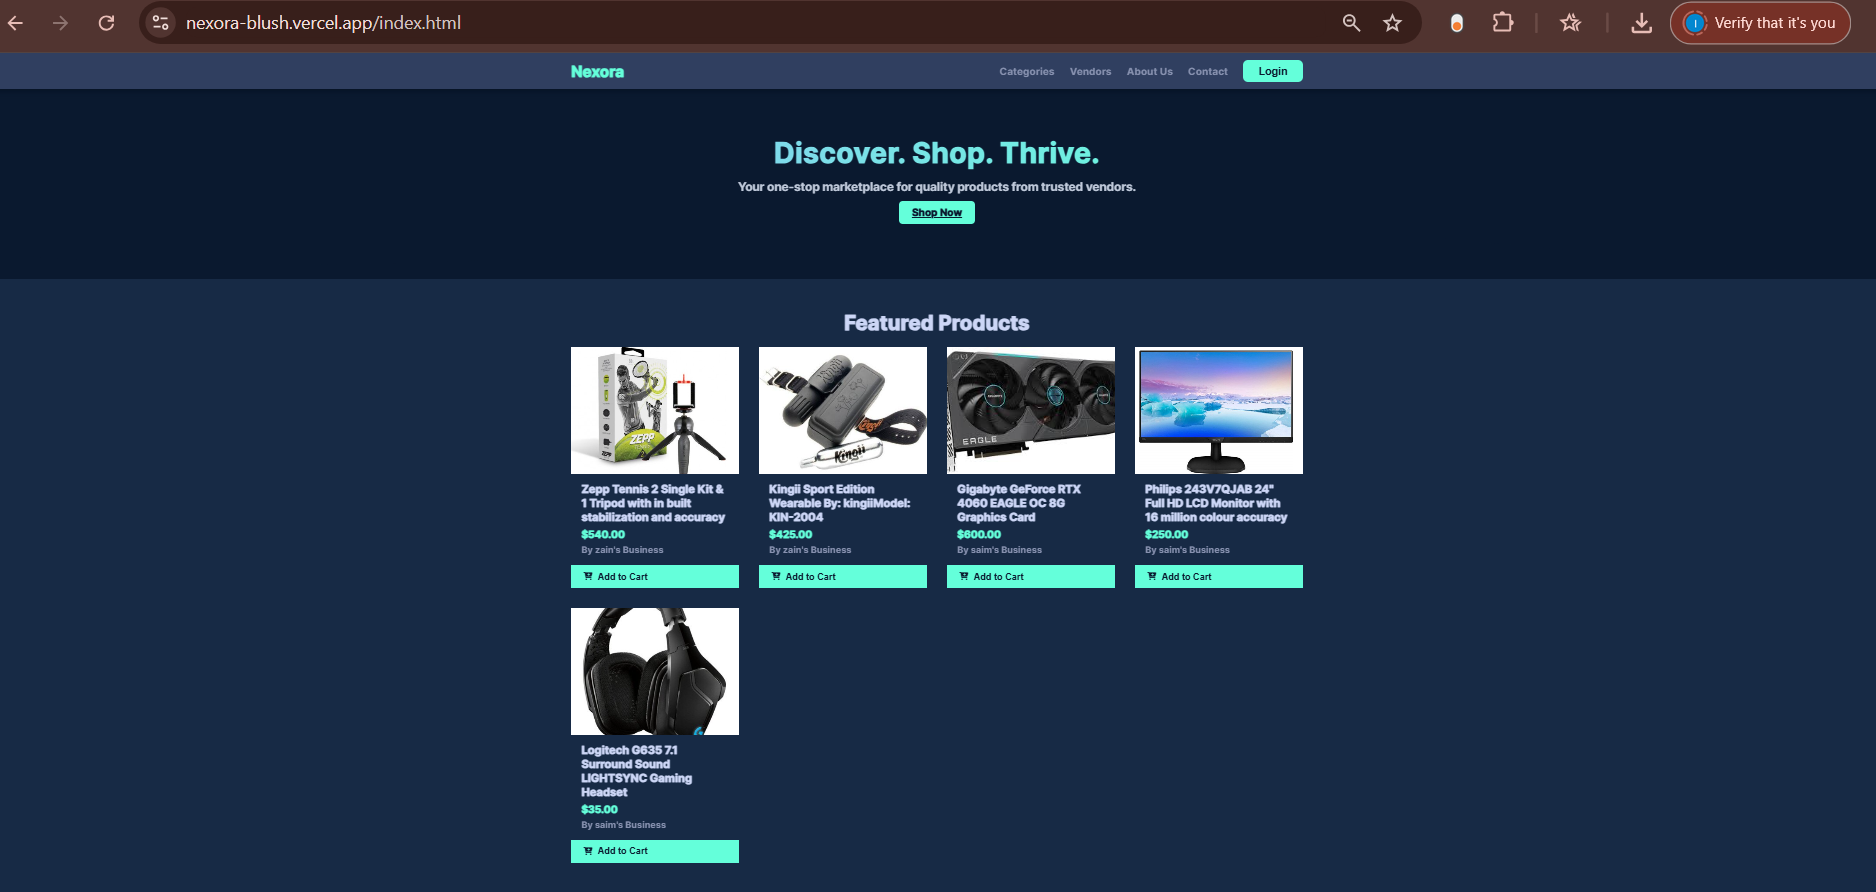 nexora-blush.vercel.app/index.html
Verify that it's you
Nexora
Categories
Vendors
About Us
Contact
Login
Discover. Shop. Thrive.
Your one-stop marketplace for quality products from trusted vendors.
Shop Now
Featured Products
ZEPP
EAGLE
Kingii
Zepp Tennis 2 Single Kit &
1 Tripod with in built
stabilization and accuracy
$540.00
By zain's Business
Add to Cart
Kingii Sport Edition
Wearable By: kingiiModel:
KIN-2004
$425.00
By zain's Business
Add to Cart
Gigabyte GeForce RTX
4060 EAGLE OC 8G
Graphics Card
$600.00
By saim's Business
Add to Cart
Philips 243V7QJAB 24"
Full HD LCD Monitor with
16 million colour accuracy
$250.00
By saim's Business
Add to Cart
Logitech G635 7.1
Surround Sound
LIGHTSYNC Gaming
Headset
$35.00
By saim's Business
Add to Cart